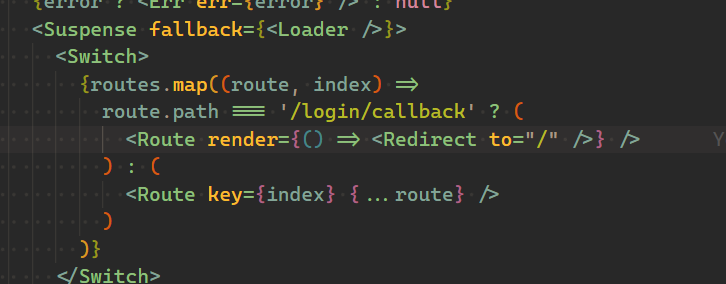 {error ? <Err err={error} /> : null}
<Suspense fallback={<Loader />}>
<Switch>
{routes.map((route, index) =>
route.path === '/login/callback' ? (
<Route render={() => <Redirect to="/" />} />
Y
) : (
<Route key={index} {...route} />
)
)}
</Switch>